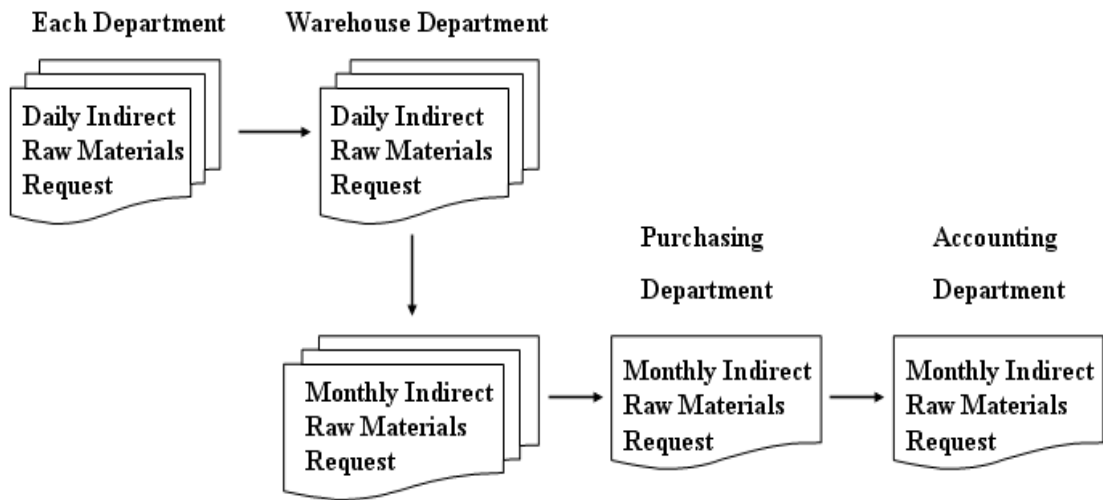 Each Department
Warehouse Department
Daily Indirect
Raw Materials
Request
Daily Indirect
Raw Materials
Request
Purchasing
Department
Accounting
Department
Monthly Indirect
Raw Materials
Request
Monthly Indirect
Raw Materials
Request
Monthly Indirect
Raw Materials
Request